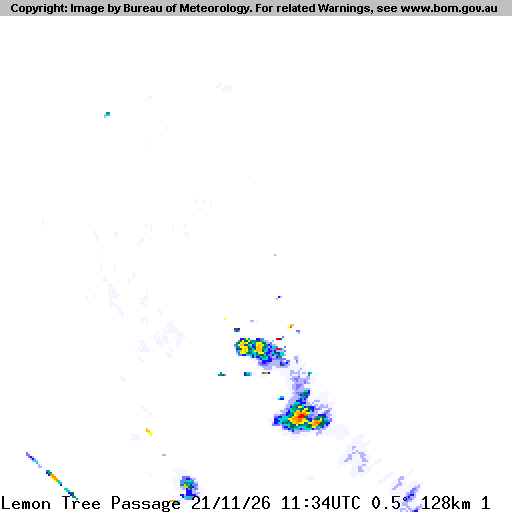 Copyright: Image by Bureau of Meteorology. For related Warnings, see www.bom.gov.au
Lemon Tree Passage 21/11/26 11:34UTC 0.5° 128km 1